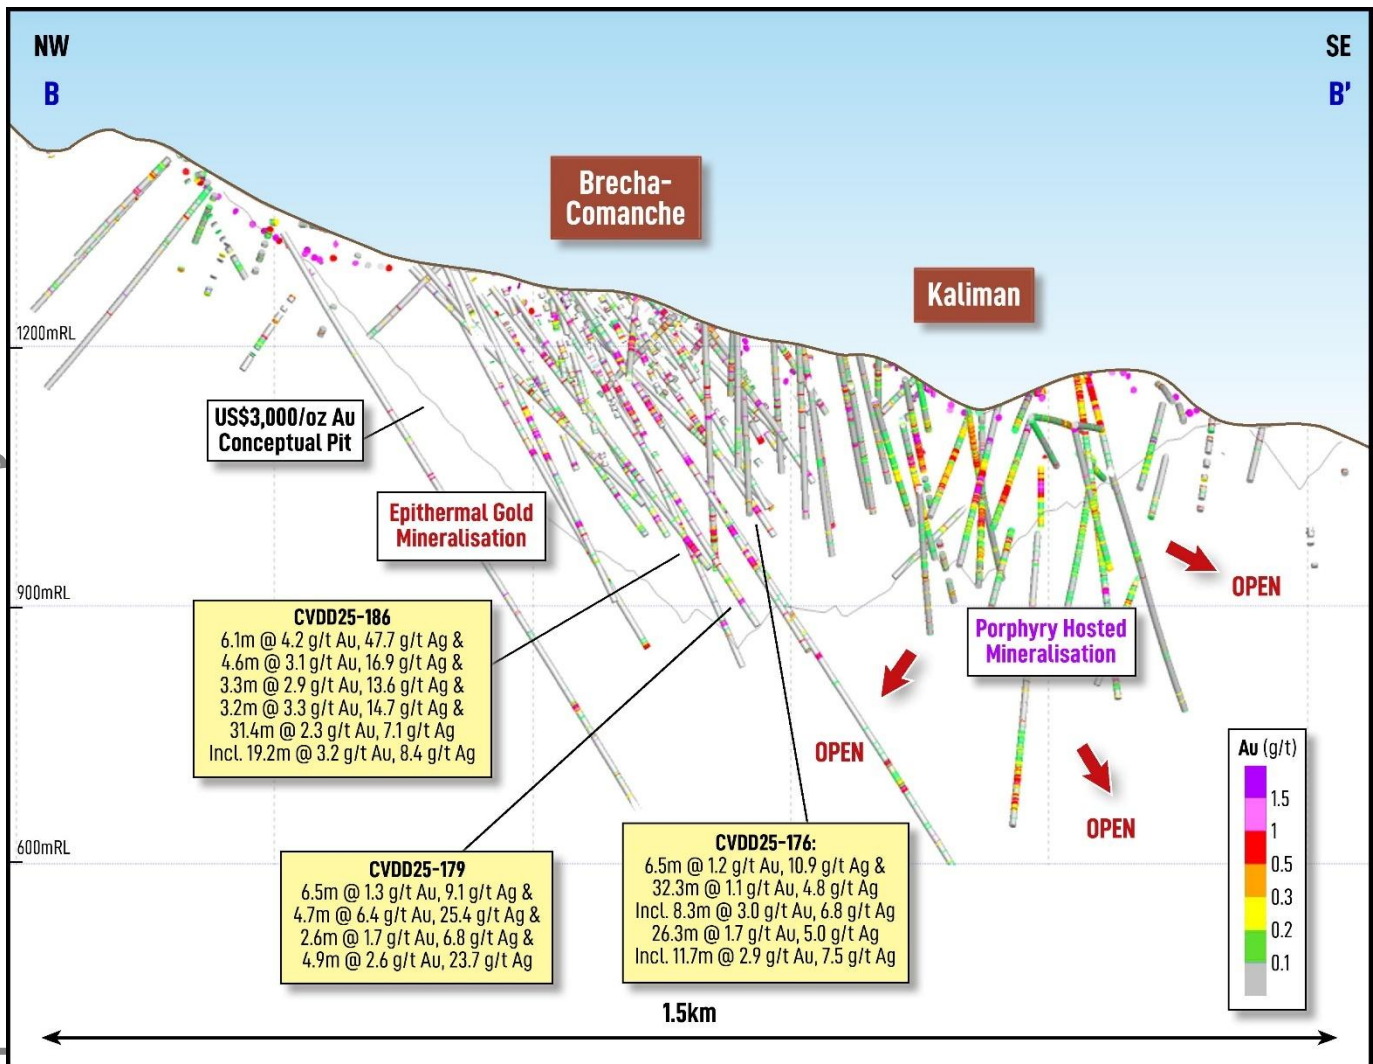 NW
SE
B
B'
Brecha-
Comanche
Kaliman
1200mRL
US$3,000/oz Au
Conceptual Pit
Epithermal Gold
Mineralisation
900mRL
OPEN
CVDD25-186
6.1m @ 4.2 g/t Au, 47.7 g/t Ag &
4.6m @ 3.1 g/t Au, 16.9 g/t Ag &
3.3m @ 2.9 g/t Au, 13.6 g/t Ag &
3.2m @ 3.3 g/t Au, 14.7 g/t Ag &
31.4m @ 2.3 g/t Au, 7.1 g/t Ag
Incl. 19.2m @ 3.2 g/t Au, 8.4 g/t Ag
Porphyry Hosted
Mineralisation
OPEN
OPEN
Au (g/t)
1.5
1
0.5
0.3
0.2
0.1
600mRL
CVDD25-179
6.5m @ 1.3 g/t Au, 9.1 g/t Ag &
4.7m @ 6.4 g/t Au, 25.4 g/t Ag &
2.6m @ 1.7 g/t Au, 6.8 g/t Ag &
4.9m @ 2.6 g/t Au, 23.7 g/t Ag
CVDD25-176:
6.5m @ 1.2 g/t Au, 10.9 g/t Ag &
32.3m @ 1.1 g/t Au, 4.8 g/t Ag
Incl. 8.3m @ 3.0 g/t Au, 6.8 g/t Ag
26.3m @ 1.7 g/t Au, 5.0 g/t Ag
Incl. 11.7m @ 2.9 g/t Au, 7.5 g/t Ag
1.5km